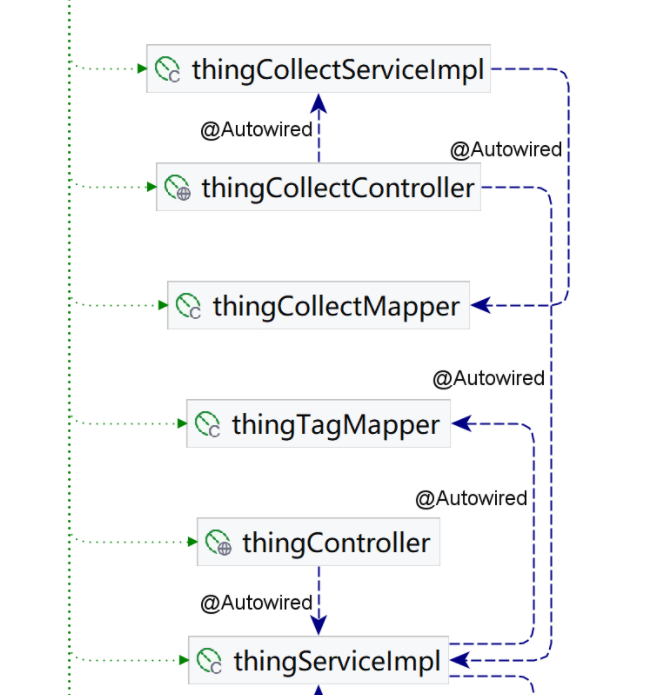 thingCollectServiceImpl
@Autowired
@Autowired
thingCollectController
thingCollectMapper
@Autowired
thingTagMapper
@Autowired
thingController
@Autowired
thingServiceImpl